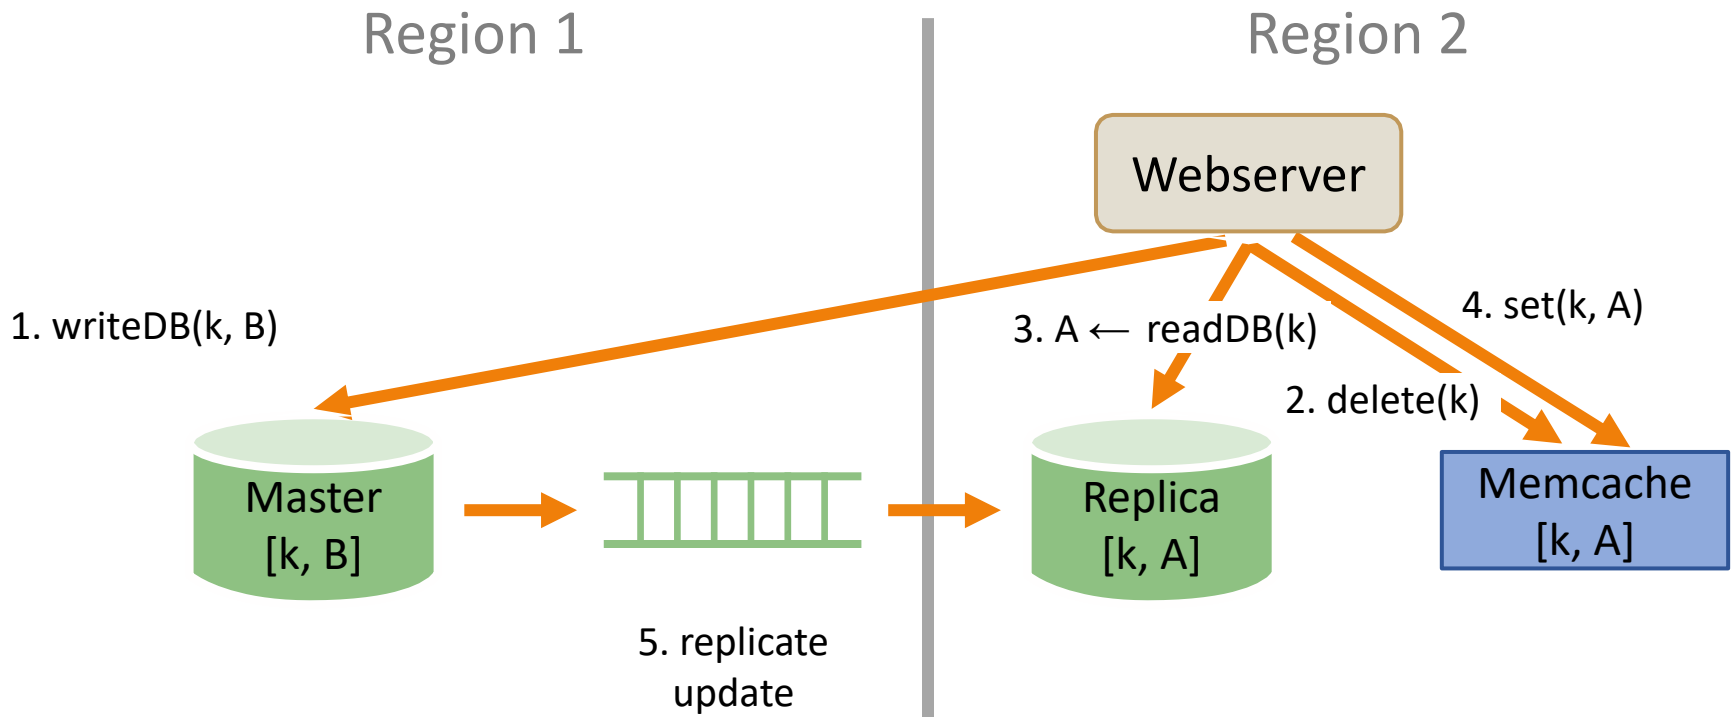 Region 1
Region 2
Webserver
1. writeDB(k, B)
3. A ← readDB(k)
4. set(k, A)
2. delete(k)
Master
[k, B]
Replica
[k, A]
Memcache
[k, A]
5. replicate
update